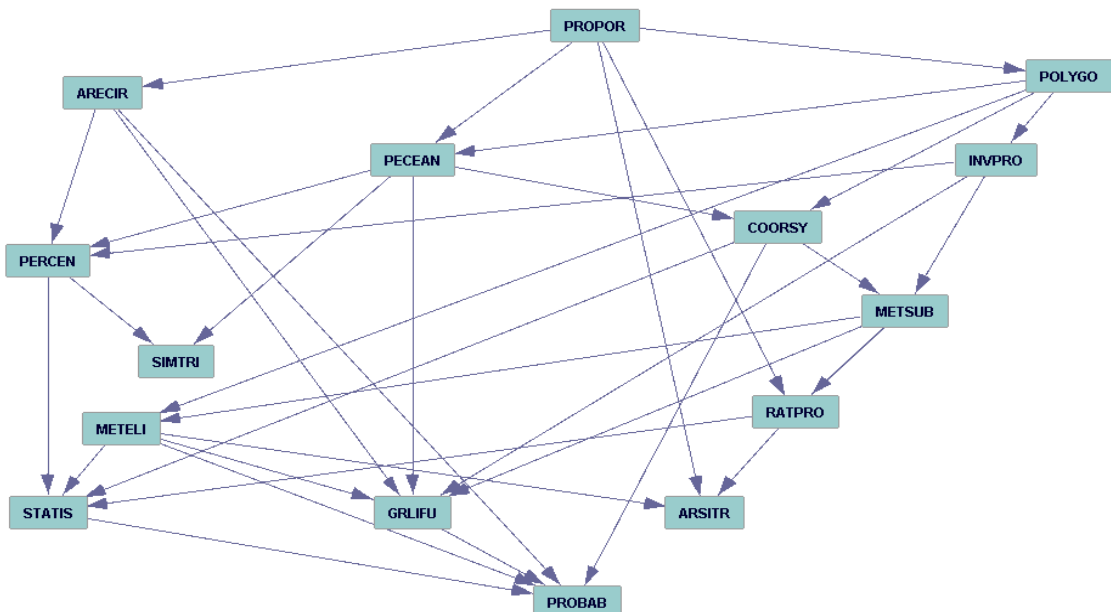 PROPOR
POLYGO
ARECIR
PECEAN
INVPRO
COORSY
PERCEN
METSUB
SIMTRI
RATPRO
METELI
STATIS
GRLIFU
ARSITR
PROBAB